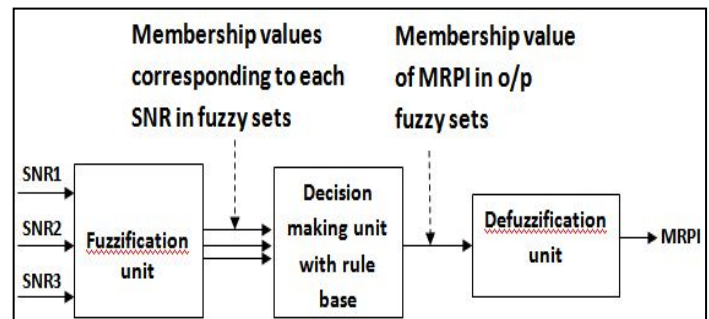 Membership values
corresponding to each
SNR in fuzzy sets
Membership value
of MRPI in o/p
fuzzy sets
SNR1
SNR2
SNR3
Fuzzification
unit
Decision
making unit
with rule
base
Defuzzification
unit
MRPI